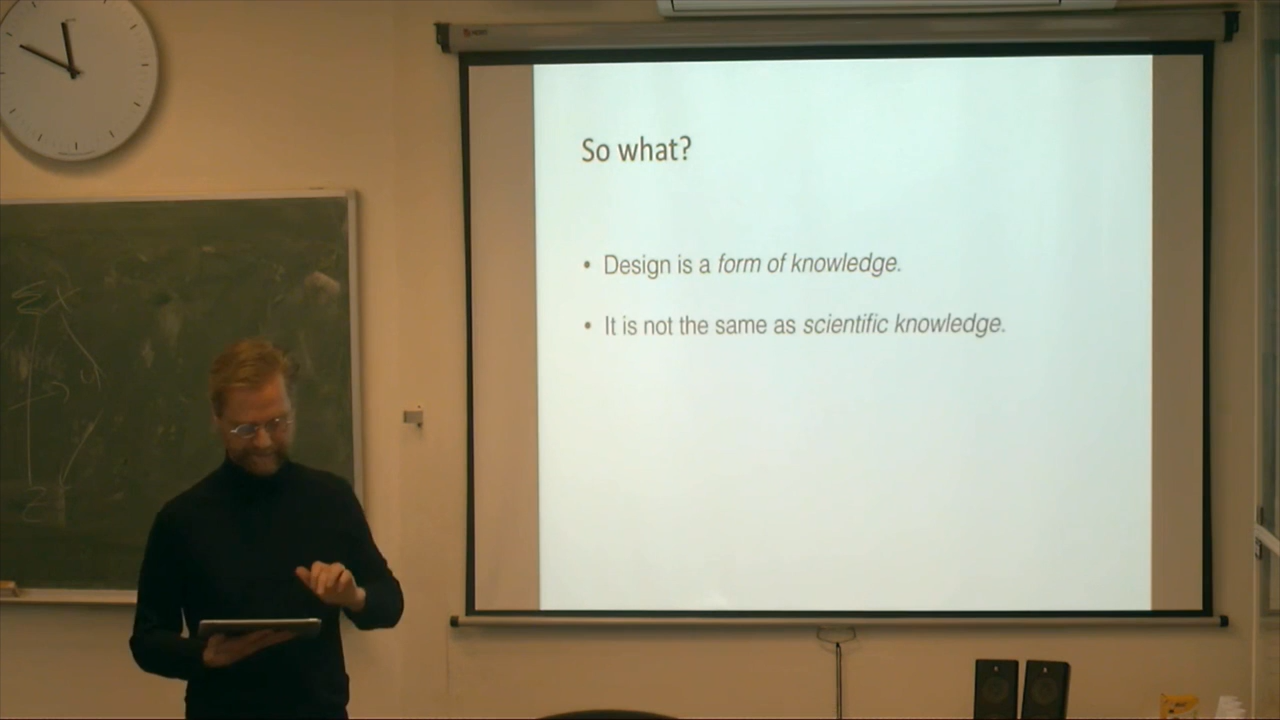 So what?
• Design is a form of knowledge.
• It is not the same as scientific knowledge.